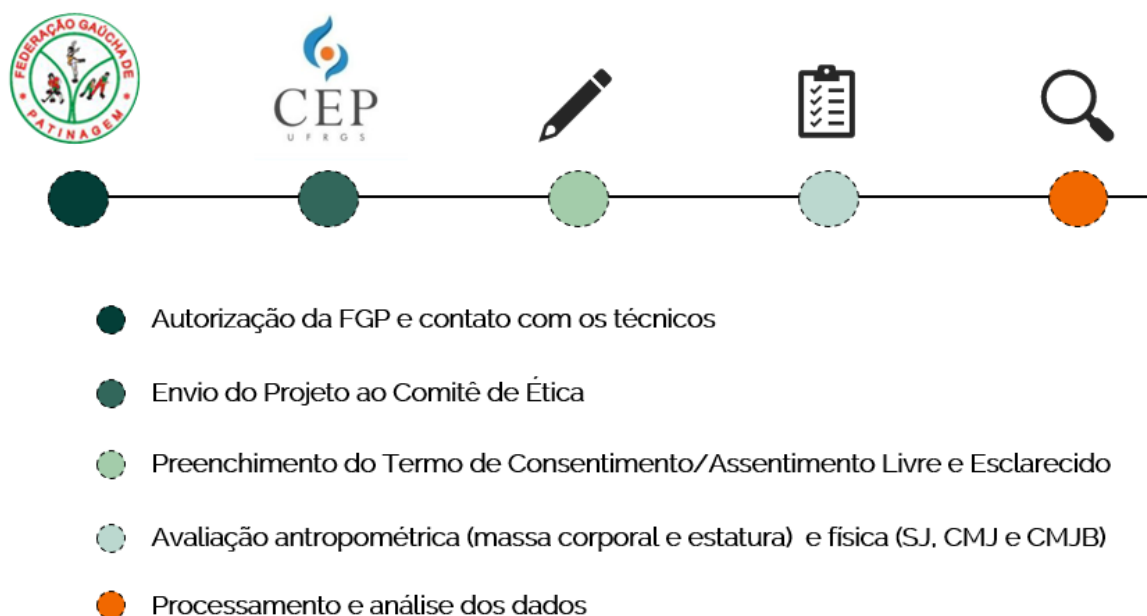 FEDERAÇÃO GAÚCHA DE
PATINAGEM
CEP
UFRGS
Autorização da FGP e contato com os técnicos
Envio do Projeto ao Comitê de Ética
Preenchimento do Termo de Consentimento/Assentimento Livre e Esclarecido
Avaliação antropométrica (massa corporal e estatura) e física (SJ, CMJ e CMJB)
Processamento e análise dos dados